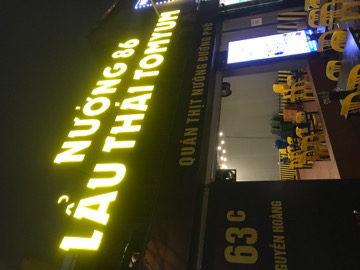 NƯỚNG 86
LẨU THÁI TOMYUM
QUÁN THỊT NƯỚNG ĐƯỜNG PHỐ
63C
NGUYỄN HOÀNG